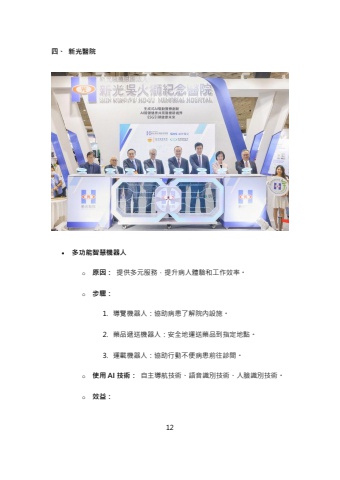 四、 新光醫院
新光吳火獅紀念醫院
SHIN KONG WU HO-SU MEMORIAL HOSPITAL
• 多功能智慧機器人
o 原因： 提供多元服務，提升病人體驗和工作效率。
o 步驟：
1. 導覽機器人：協助病患了解院內設施。
2. 藥品遞送機器人：安全地運送藥品到指定地點。
3. 運載機器人：協助行動不便病患前往診間。
o 使用 AI 技術： 自主導航技術、語音識別技術、人臉識別技術。
o 效益：
12